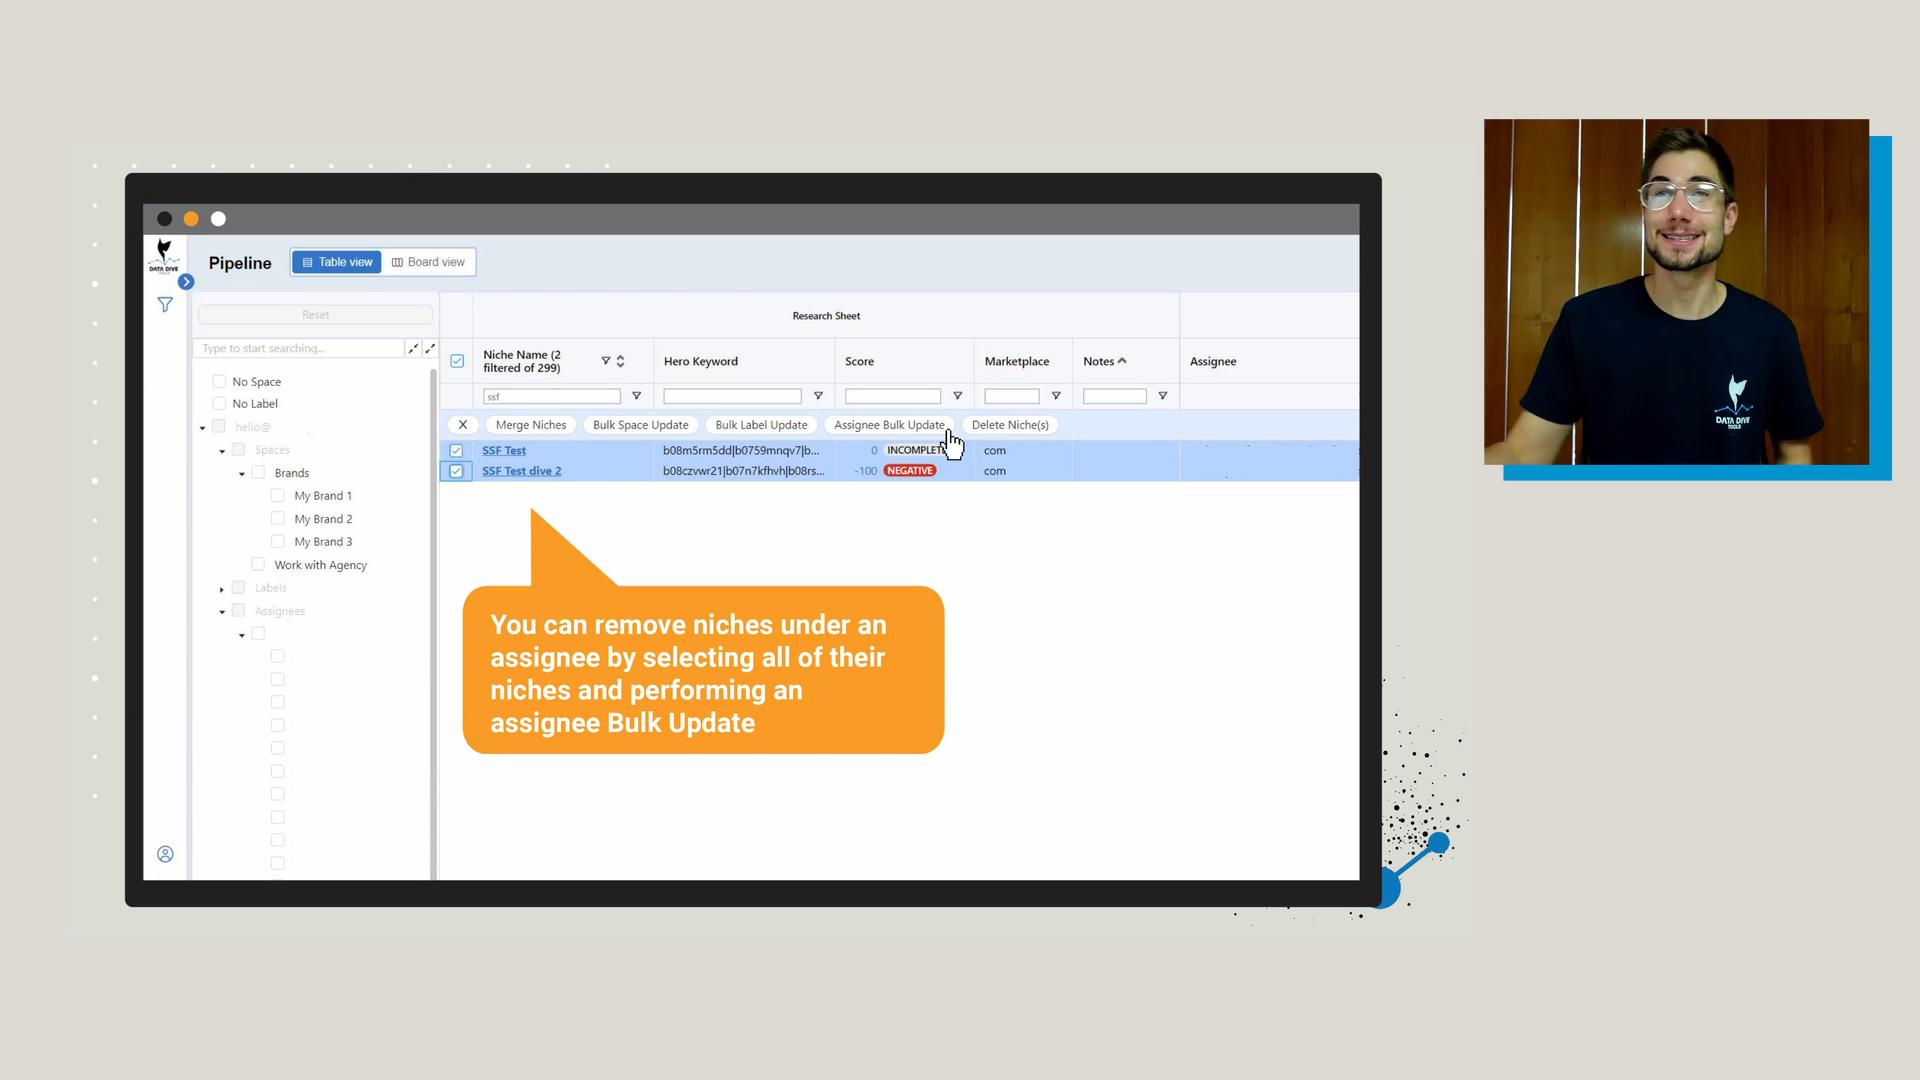 DATA DIVE
TOOLS
Pipeline
Table view
Board view
Reset
Type to start searching...
No Space
No Label
hello@
Spaces
Brands
My Brand 1
My Brand 2
My Brand 3
Work with Agency
Labels
Assignees
Research Sheet
Niche Name (2
filtered of 299)
Hero Keyword
Score
Marketplace
Notes
Assignee
ssf
X
Merge Niches
Bulk Space Update
Bulk Label Update
Assignee Bulk Update
Delete Niche(s)
SSF Test
b08m5rm5dd|b0759mnqv7|b...
0
INCOMPLETE
com
SSF Test dive 2
b08czvwr21|b07n7kfhvh|b08rs...
-100
NEGATIVE
com
You can remove niches under an
assignee by selecting all of their
niches and performing an
assignee Bulk Update
DATA DIVE
TOOLS